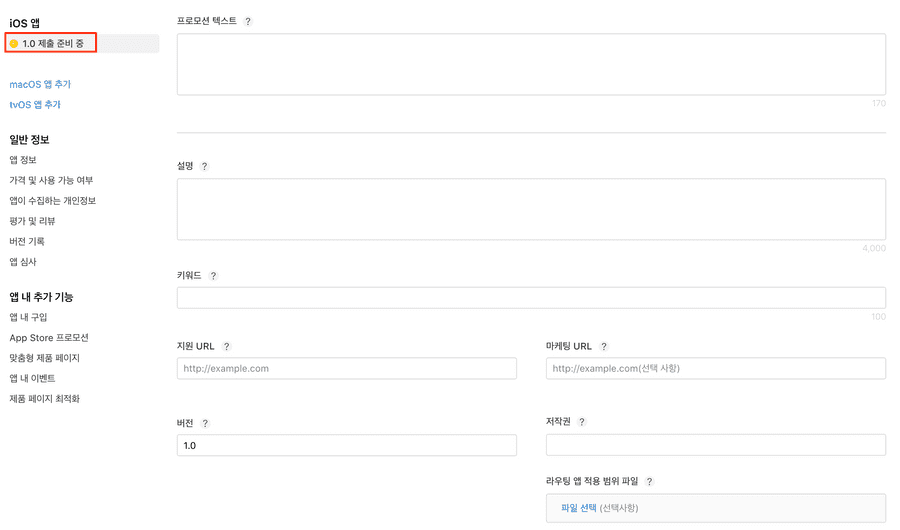 iOS 앱
1.0 제출 준비 중
macOS 앱 추가
tvOS 앱 추가
일반 정보
앱 정보
가격 및 사용 가능 여부
앱이 수집하는 개인정보
평가 및 리뷰
버전 기록
앱 심사
앱 내 추가 기능
앱 내 구입
App Store 프로모션
맞춤형 제품 페이지
앱 내 이벤트
제품 페이지 최적화
프로모션 텍스트 ?
170
설명 ?
4,000
키워드 ?
100
지원 URL ?
http://example.com
마케팅 URL ?
http://example.com(선택 사항)
버전 ?
1.0
저작권 ?
라우팅 앱 적용 범위 파일 ?
파일 선택 (선택사항)